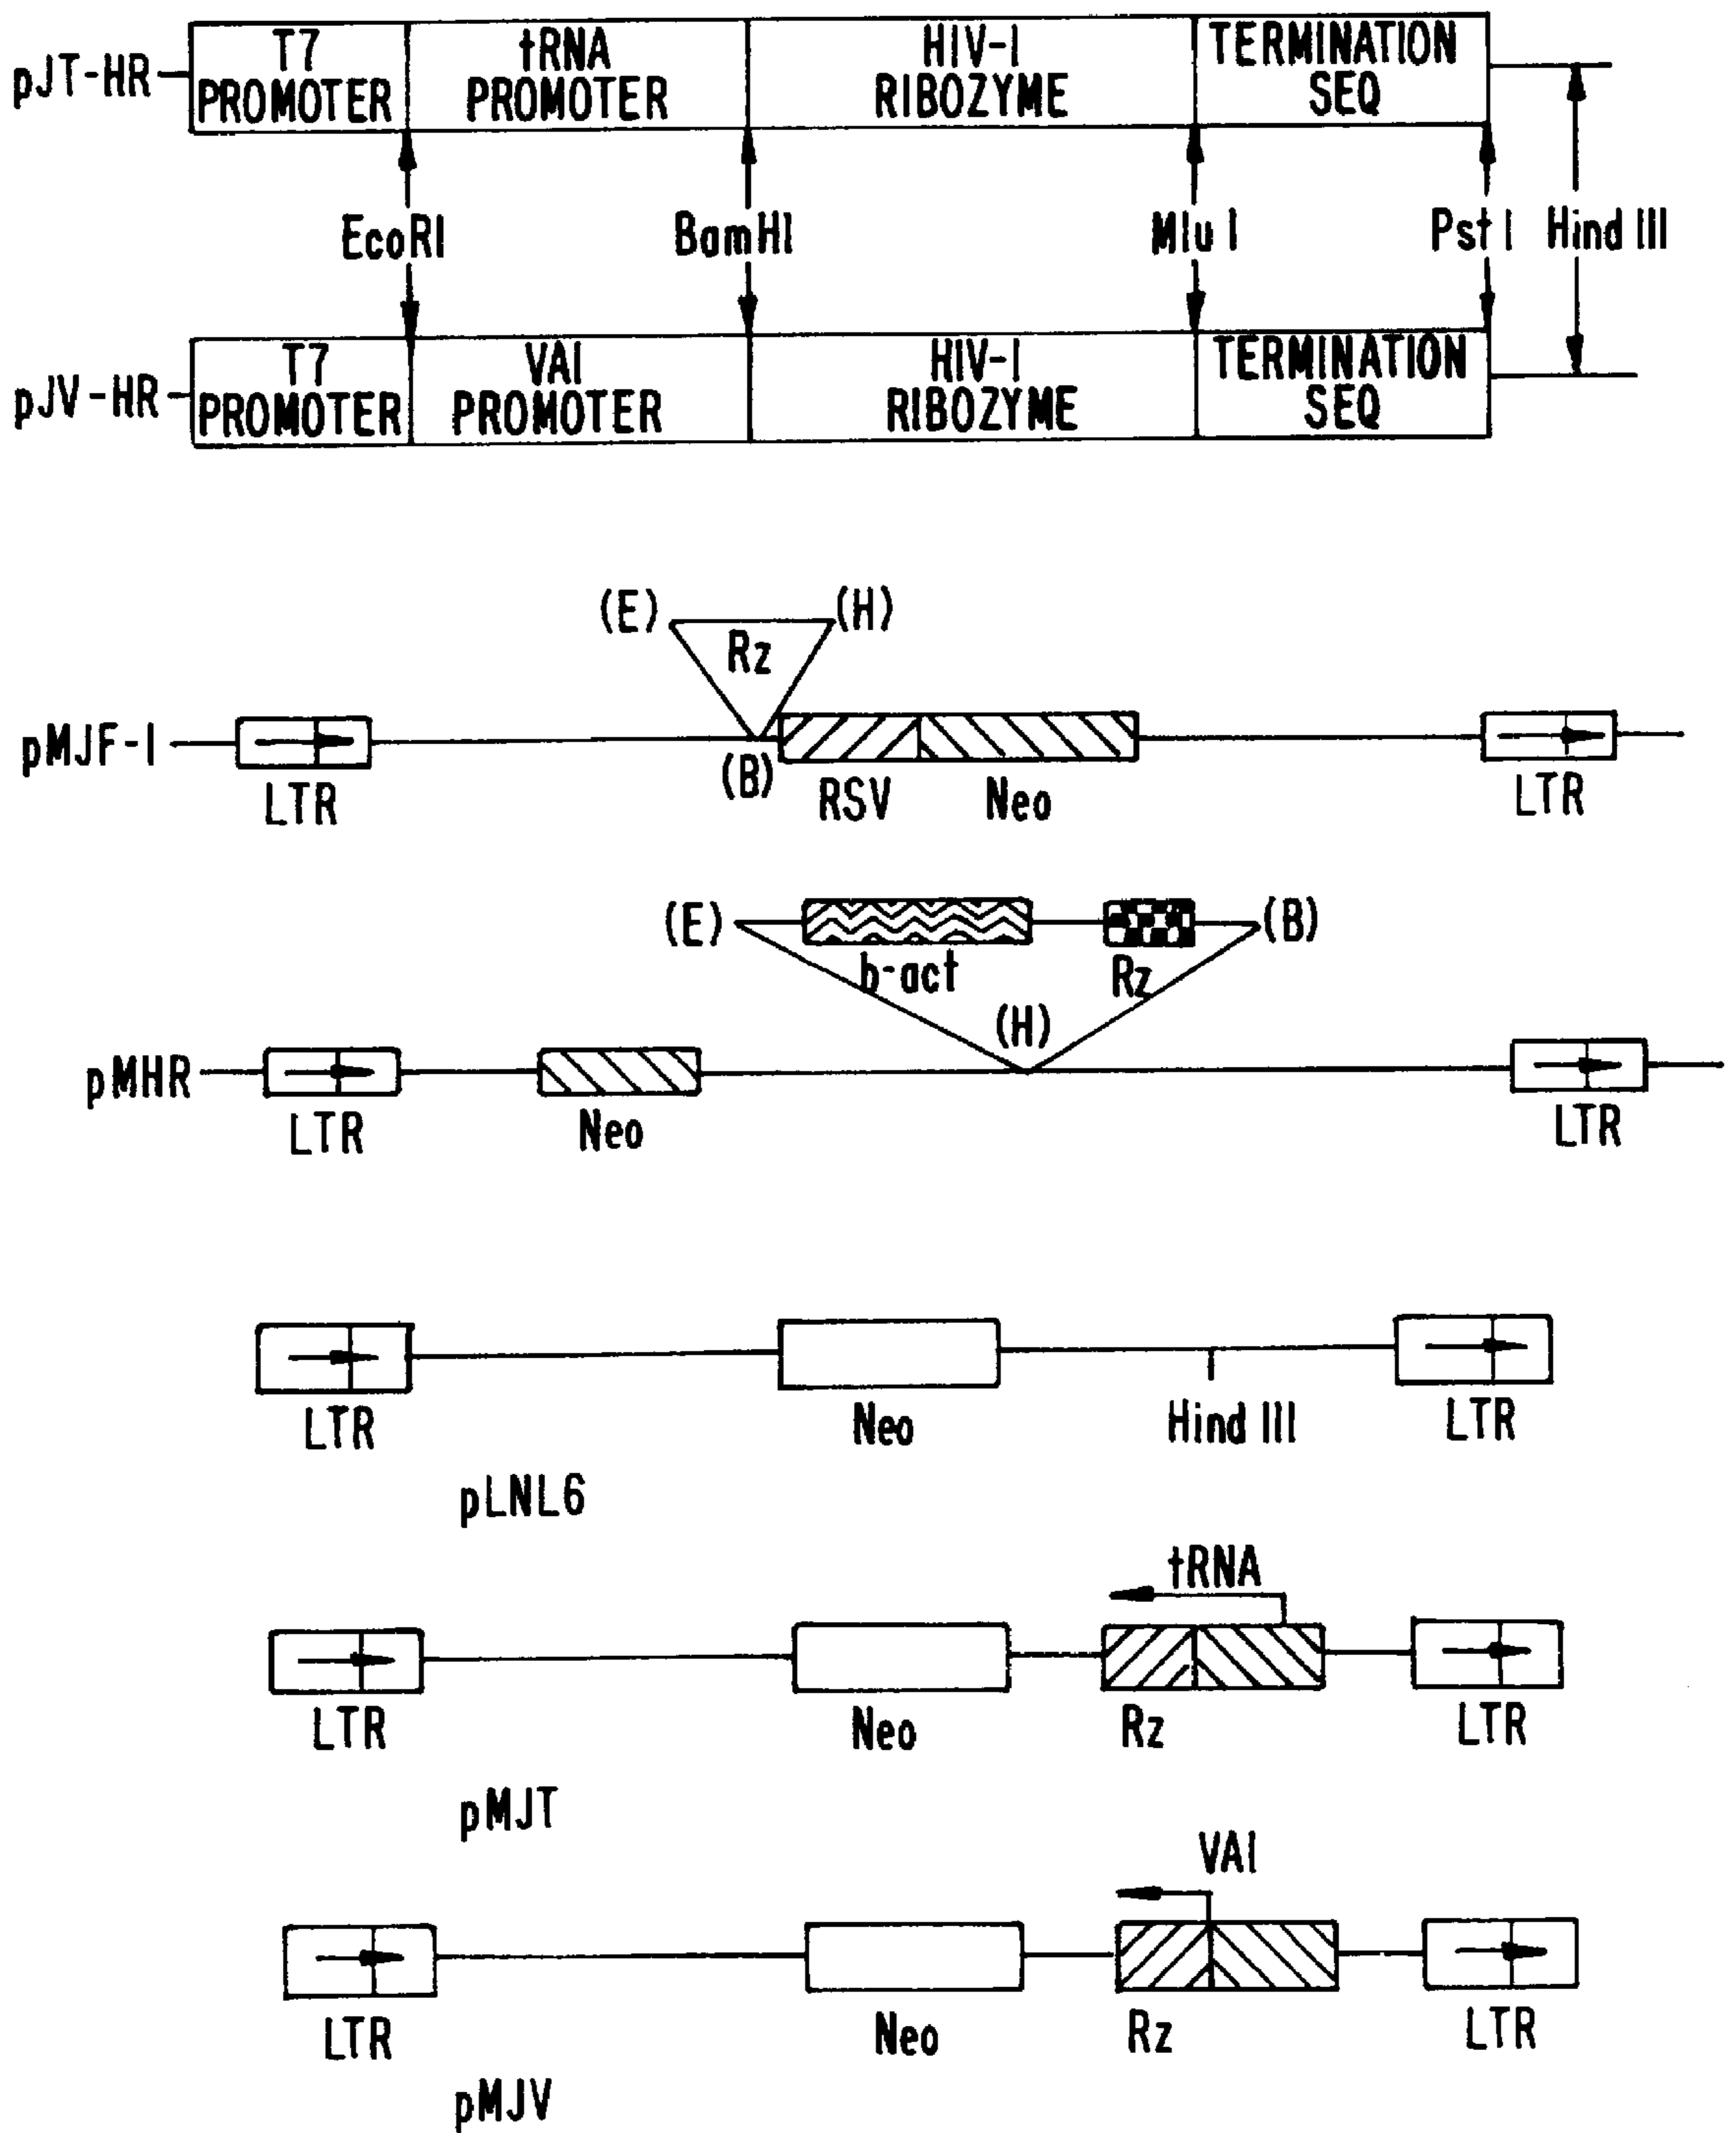 pJT-HR
T7
PROMOTER
tRNA
PROMOTER
HIV-I
RIBOZYME
TERMINATION
SEQ
EcoRI
BamHI
Mlu I
Pst I
Hind III
pJV-HR
T7
PROMOTER
VAI
PROMOTER
HIV-I
RIBOZYME
TERMINATION
SEQ
(E)
(H)
Rz
pMJF-I
(B)
LTR
RSV
Neo
LTR
(E)
(B)
b-act
Rz
(H)
pMHR
LTR
Neo
LTR
LTR
Neo
Hind III
LTR
pLNL6
tRNA
LTR
Neo
Rz
LTR
pMJT
VAI
LTR
Neo
Rz
LTR
pMJV